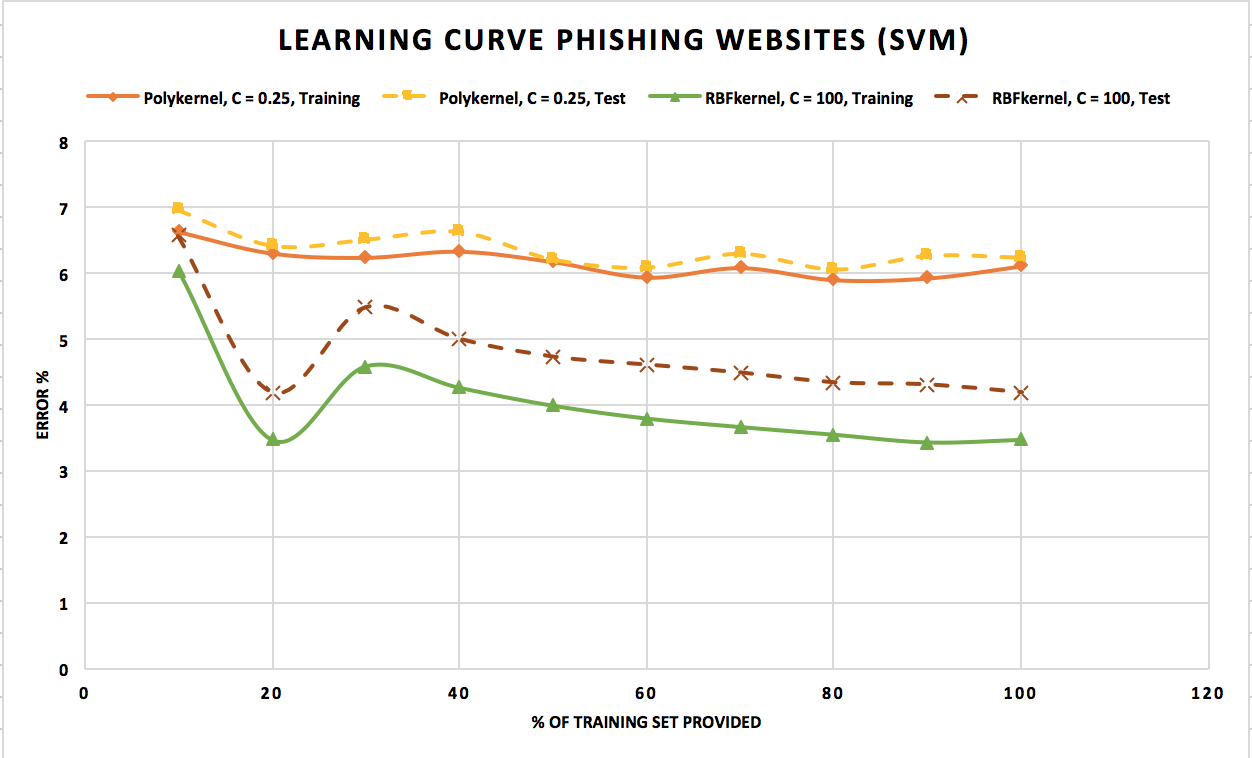 LEARNING CURVE PHISHING WEBSITES (SVM)
Polykernel, C = 0.25, Training Polykernel, C = 0.25, Test RBFkernel, C = 100, Training RBFkernel, C = 100, Test
8
7
6
5
4
3
2
1
0
ERROR %
0 20 40 60 80 100 120
% OF TRAINING SET PROVIDED